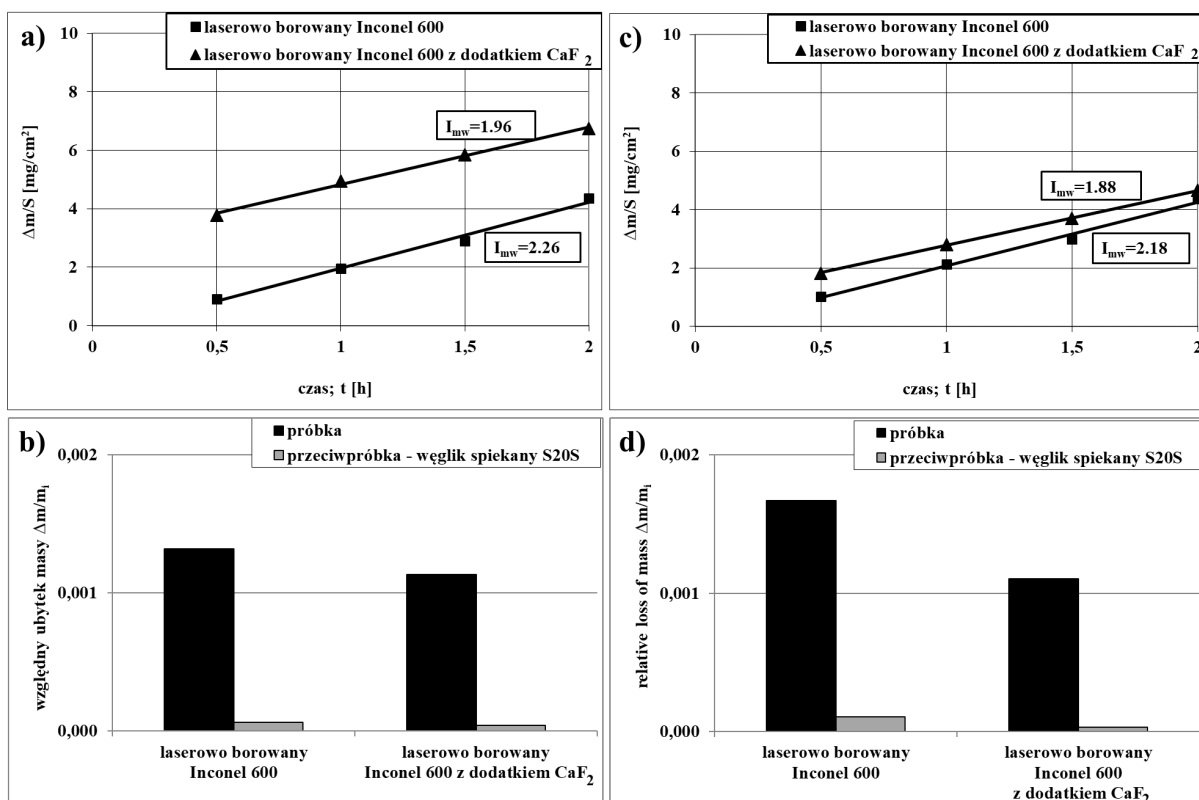 a)
laserowo borowany Inconel 600
laserowo borowany Inconel 600 z dodatkiem CaF₂
Δm/S [mg/cm²]
10
8
6
4
2
0
I_mw=1.96
I_mw=2.26
0
0,5
1
1,5
2
czas; t [h]
c)
laserowo borowany Inconel 600
laserowo borowany Inconel 600 z dodatkiem CaF₂
Δm/S [mg/cm²]
10
8
6
4
2
0
I_mw=1.88
I_mw=2.18
0
0,5
1
1,5
2
czas; t [h]
b)
próbka
przeciwpróbka - węglik spiekany S20S
względny ubytek masy Δm/mᵢ
0,002
0,001
0,000
laserowo borowany
Inconel 600
laserowo borowany
Inconel 600 z dodatkiem CaF₂
d)
próbka
przeciwpróbka - węglik spiekany S20S
relative loss of mass Δm/mᵢ
0,002
0,001
0,000
laserowo borowany
Inconel 600
laserowo borowany
Inconel 600
z dodatkiem CaF₂